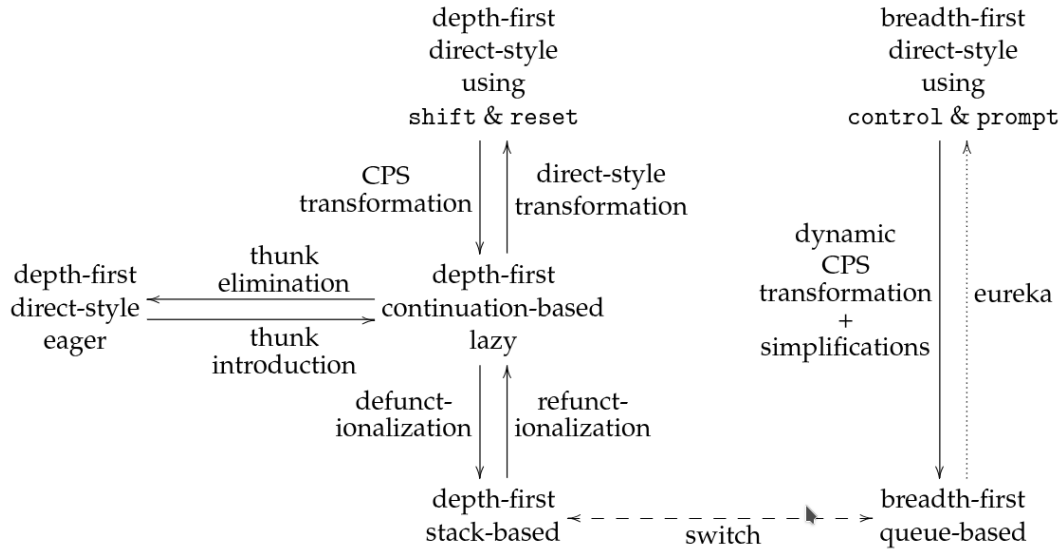 depth-first
direct-style
using
shift & reset
breadth-first
direct-style
using
control & prompt
CPS
transformation
direct-style
transformation
thunk
elimination
depth-first
direct-style
eager
thunk
introduction
depth-first
continuation-based
lazy
dynamic
CPS
transformation
+
simplifications
eureka
defunct-
ionalization
refunct-
ionalization
depth-first
stack-based
switch
breadth-first
queue-based